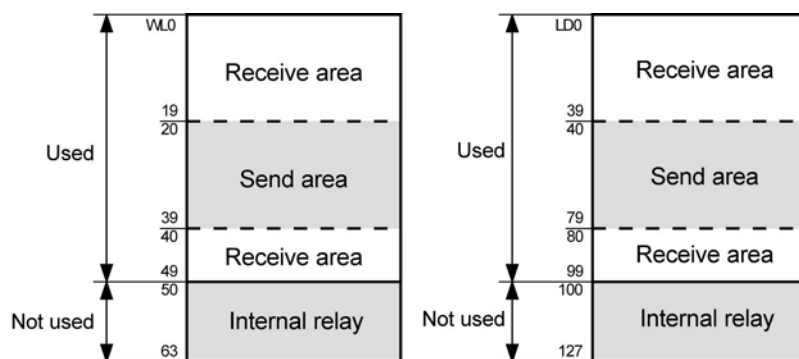 WL0
Receive area
19
20
Used
Send area
39
40
Receive area
49
50
Not used
Internal relay
63
LD0
Receive area
39
40
Used
Send area
79
80
Receive area
99
100
Not used
Internal relay
127